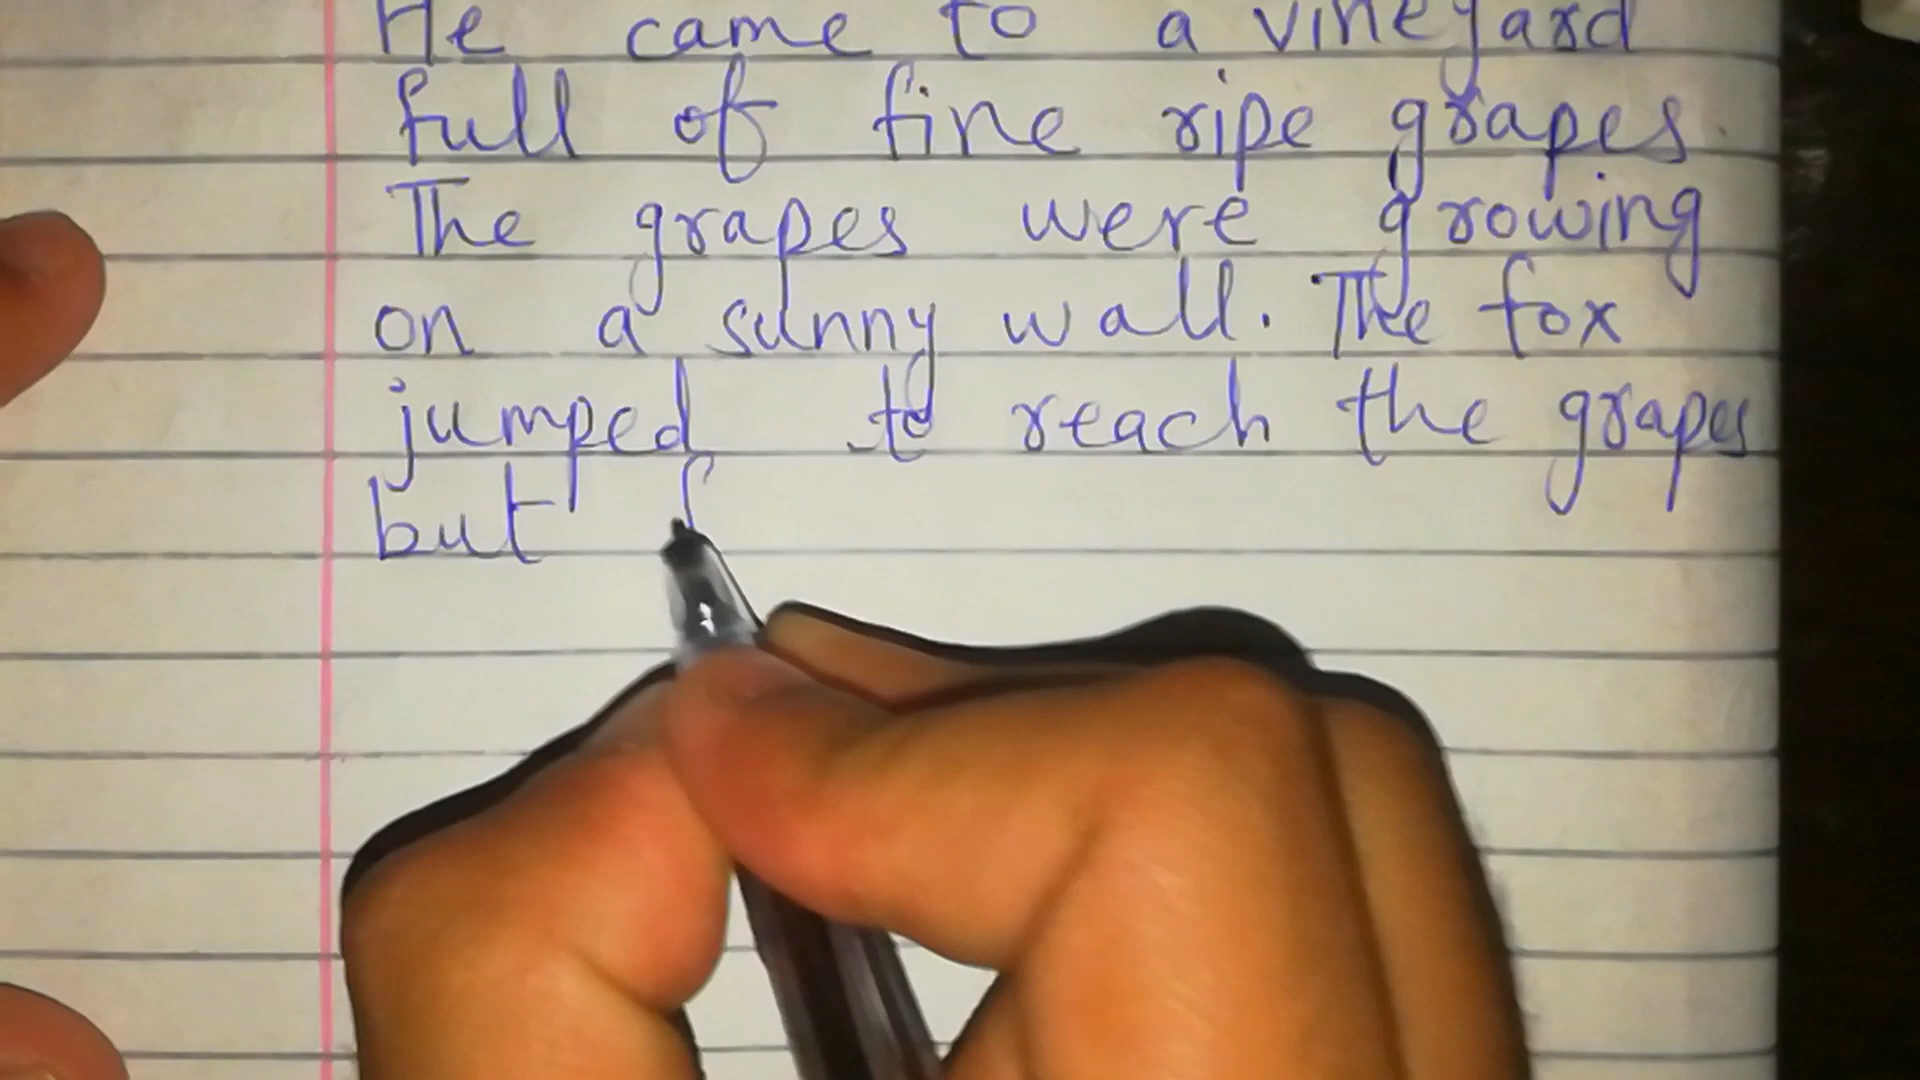 He came to a vineyard
full of fine ripe grapes.
The grapes were growing
on a sunny wall. The fox
jumped to reach the grapes
but